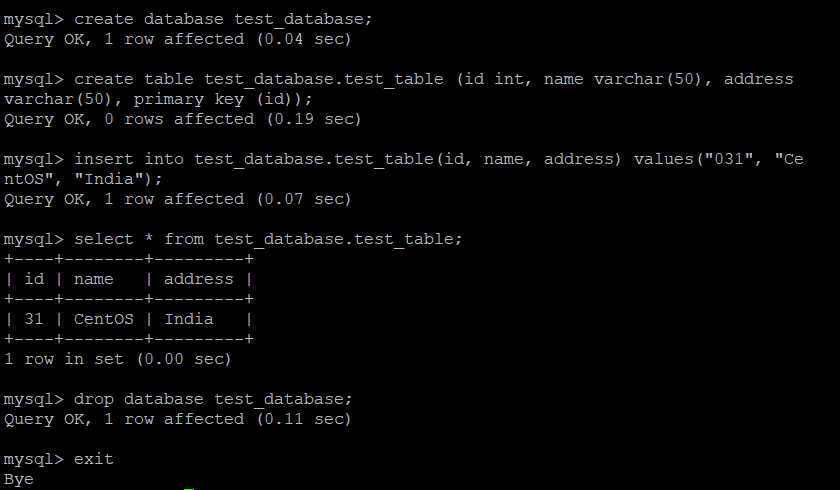 mysql> create database test_database;
Query OK, 1 row affected (0.04 sec)
mysql> create table test_database.test_table (id int, name varchar(50), address
varchar(50), primary key (id));
Query OK, 0 rows affected (0.19 sec)
mysql> insert into test_database.test_table(id, name, address) values("031", "Ce
ntOS", "India");
Query OK, 1 row affected (0.07 sec)
mysql> select * from test_database.test_table;
+----+--------+---------+
| id | name   | address |
+----+--------+---------+
| 31 | CentOS | India   |
+----+--------+---------+
1 row in set (0.00 sec)
mysql> drop database test_database;
Query OK, 1 row affected (0.11 sec)
mysql> exit
Bye